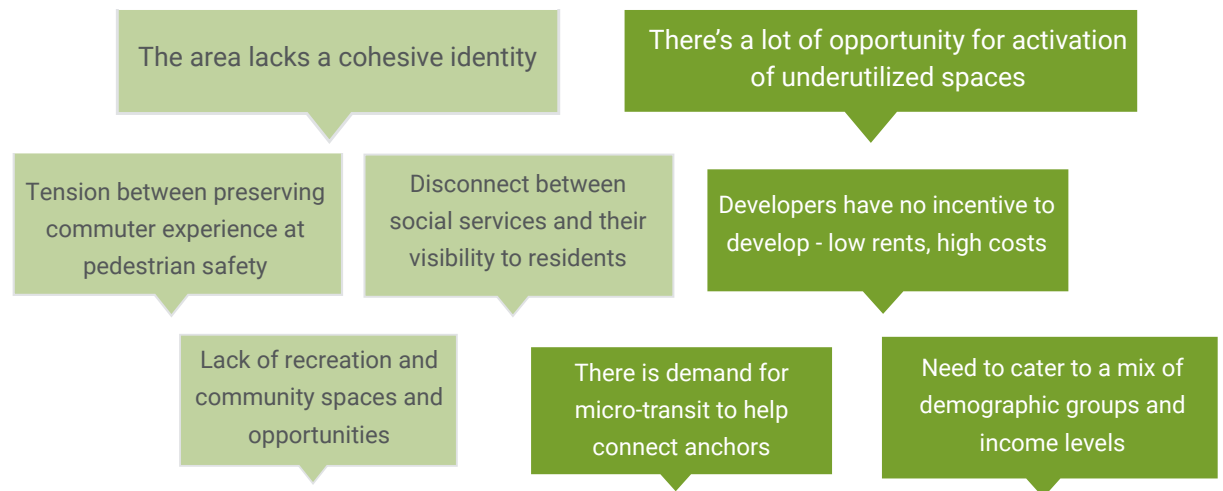 The area lacks a cohesive identity
There’s a lot of opportunity for activation
of underutilized spaces
Tension between preserving
commuter experience at
pedestrian safety
Disconnect between
social services and their
visibility to residents
Developers have no incentive to
develop - low rents, high costs
Lack of recreation and
community spaces and
opportunities
There is demand for
micro-transit to help
connect anchors
Need to cater to a mix of
demographic groups and
income levels